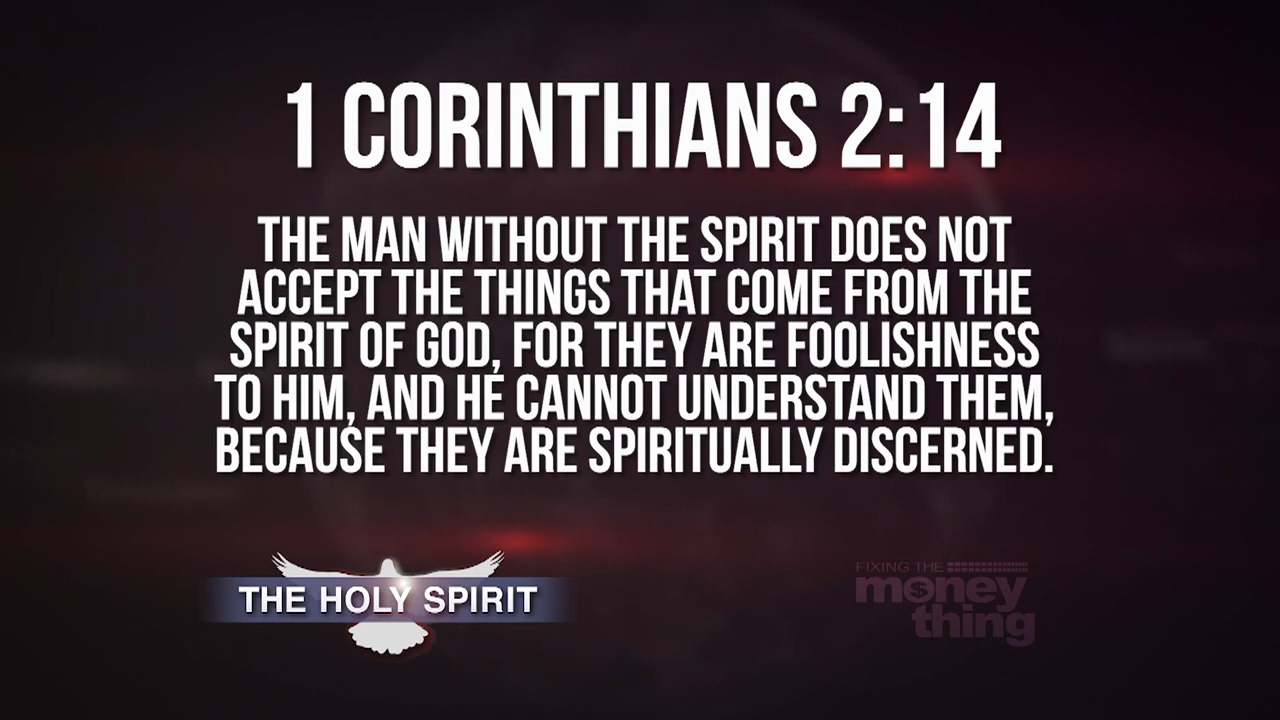 1 CORINTHIANS 2:14
THE MAN WITHOUT THE SPIRIT DOES NOT
ACCEPT THE THINGS THAT COME FROM THE
SPIRIT OF GOD, FOR THEY ARE FOOLISHNESS
TO HIM, AND HE CANNOT UNDERSTAND THEM,
BECAUSE THEY ARE SPIRITUALLY DISCERNED.
THE HOLY SPIRIT
FIXING THE
money
thing